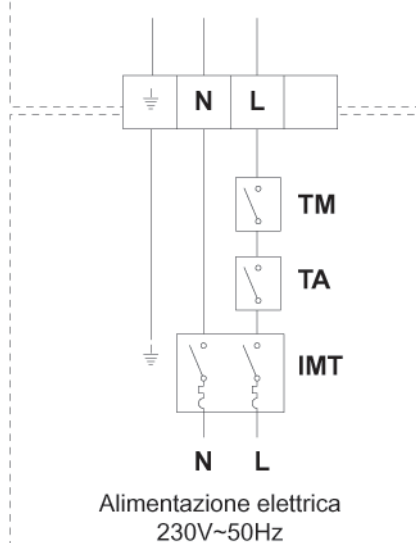 N L
TM
TA
IMT
N L
Alimentazione elettrica
230V~50Hz